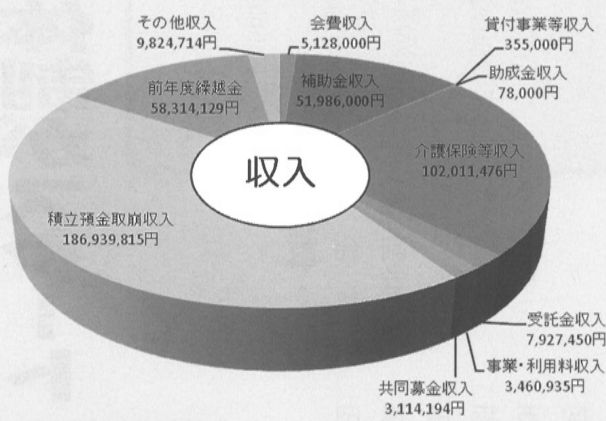 その他収入
9,824,714円
会費収入
5,128,000円
貸付事業等収入
355,000円
助成金収入
78,000円
前年度繰越金
58,314,129円
補助金収入
51,986,000円
介護保険等収入
102,011,476円
収入
積立預金取崩収入
186,939,815円
受託金収入
7,927,450円
事業・利用料収入
3,460,935円
共同募金収入
3,114,194円